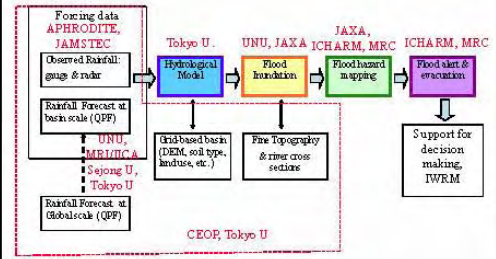 Forcing data
APHRODITE,
JAMSTEC
Observed Rainfall:
gauge & radar
Rainfall Forecast at
basin scale (QPF)
UNU,
MRI/JICA
Sejong U,
Tokyo U
Rainfall Forecast at
Global scale (QPF)
Tokyo U.
Hydrological
Model
Grid-based basin
(DEM, soil type,
landuse, etc.)
UNU, JAXA
Flood
Inundation
Fine Topography
& river cross
sections
JAXA,
ICHARM, MRC
Flood hazard
mapping
ICHARM, MRC
Flood alert &
evacuation
Support for
decision
making,
IWRM
CEOP, Tokyo U